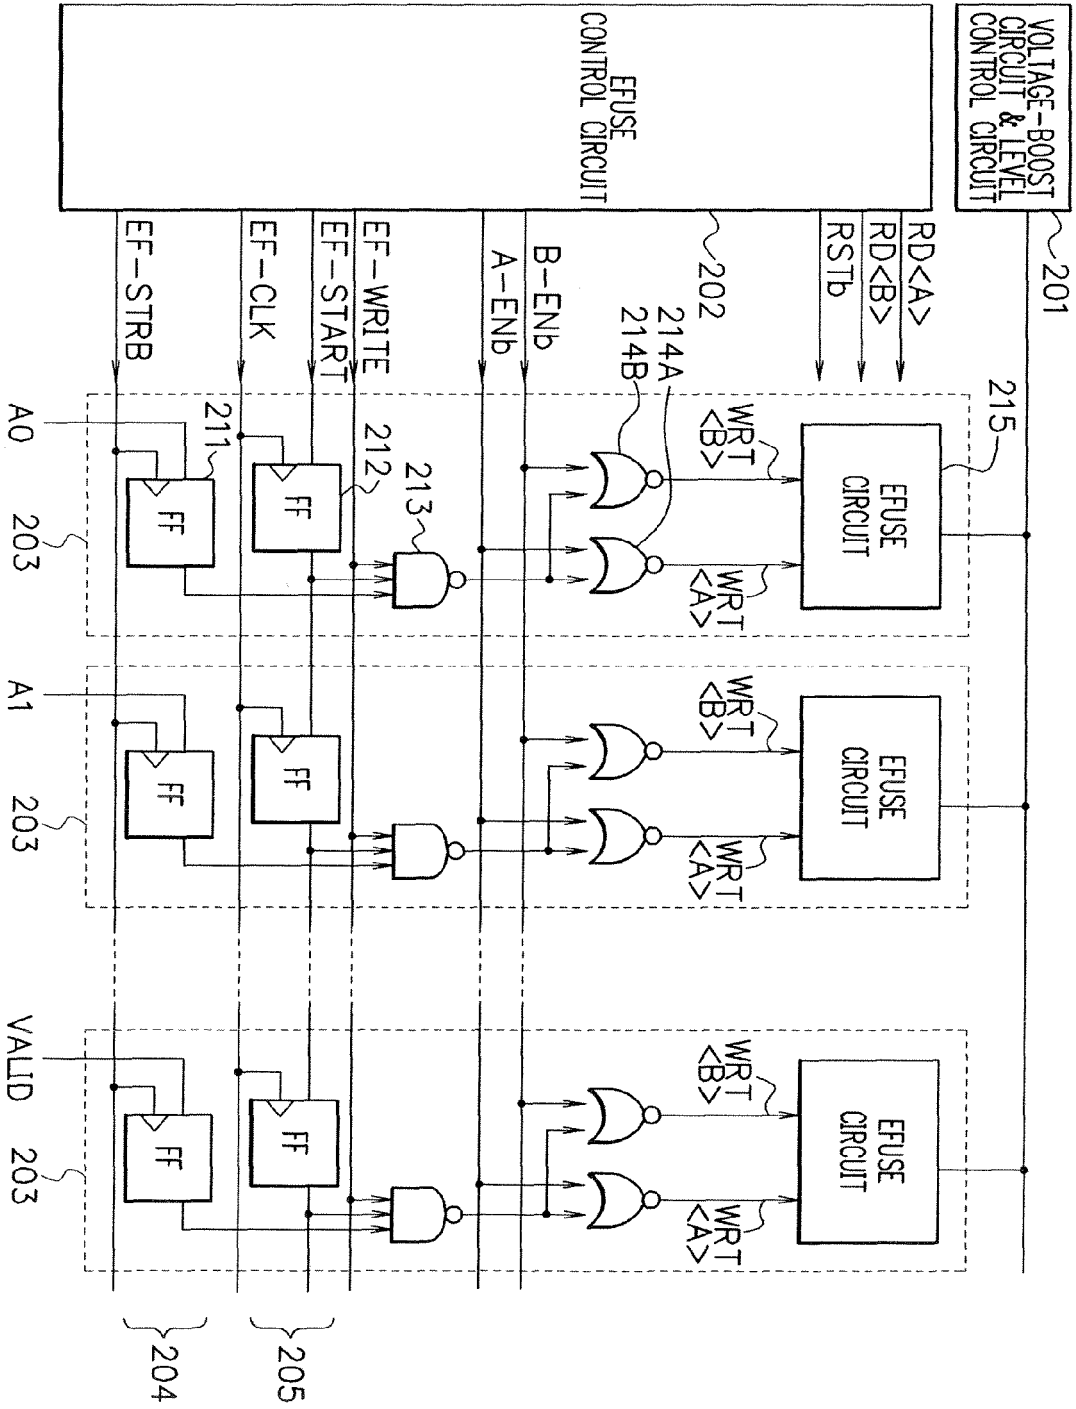 VOLTAGE-BOOST
CIRCUIT & LEVEL
CONTROL CIRCUIT
201
EFUSE
CONTROL CIRCUIT
202
RD<A>
RD<B>
RSTb
B-ENb
A-ENb
EF-WRITE
EF-START
EF-CLK
EF-STRB
215
EFUSE
CIRCUIT
WRT
<B>
WRT
<A>
214A
214B
213
212
FF
211
FF
A0
203
EFUSE
CIRCUIT
WRT
<B>
WRT
<A>
FF
FF
A1
203
EFUSE
CIRCUIT
WRT
<B>
WRT
<A>
FF
FF
VALID
203
205
204